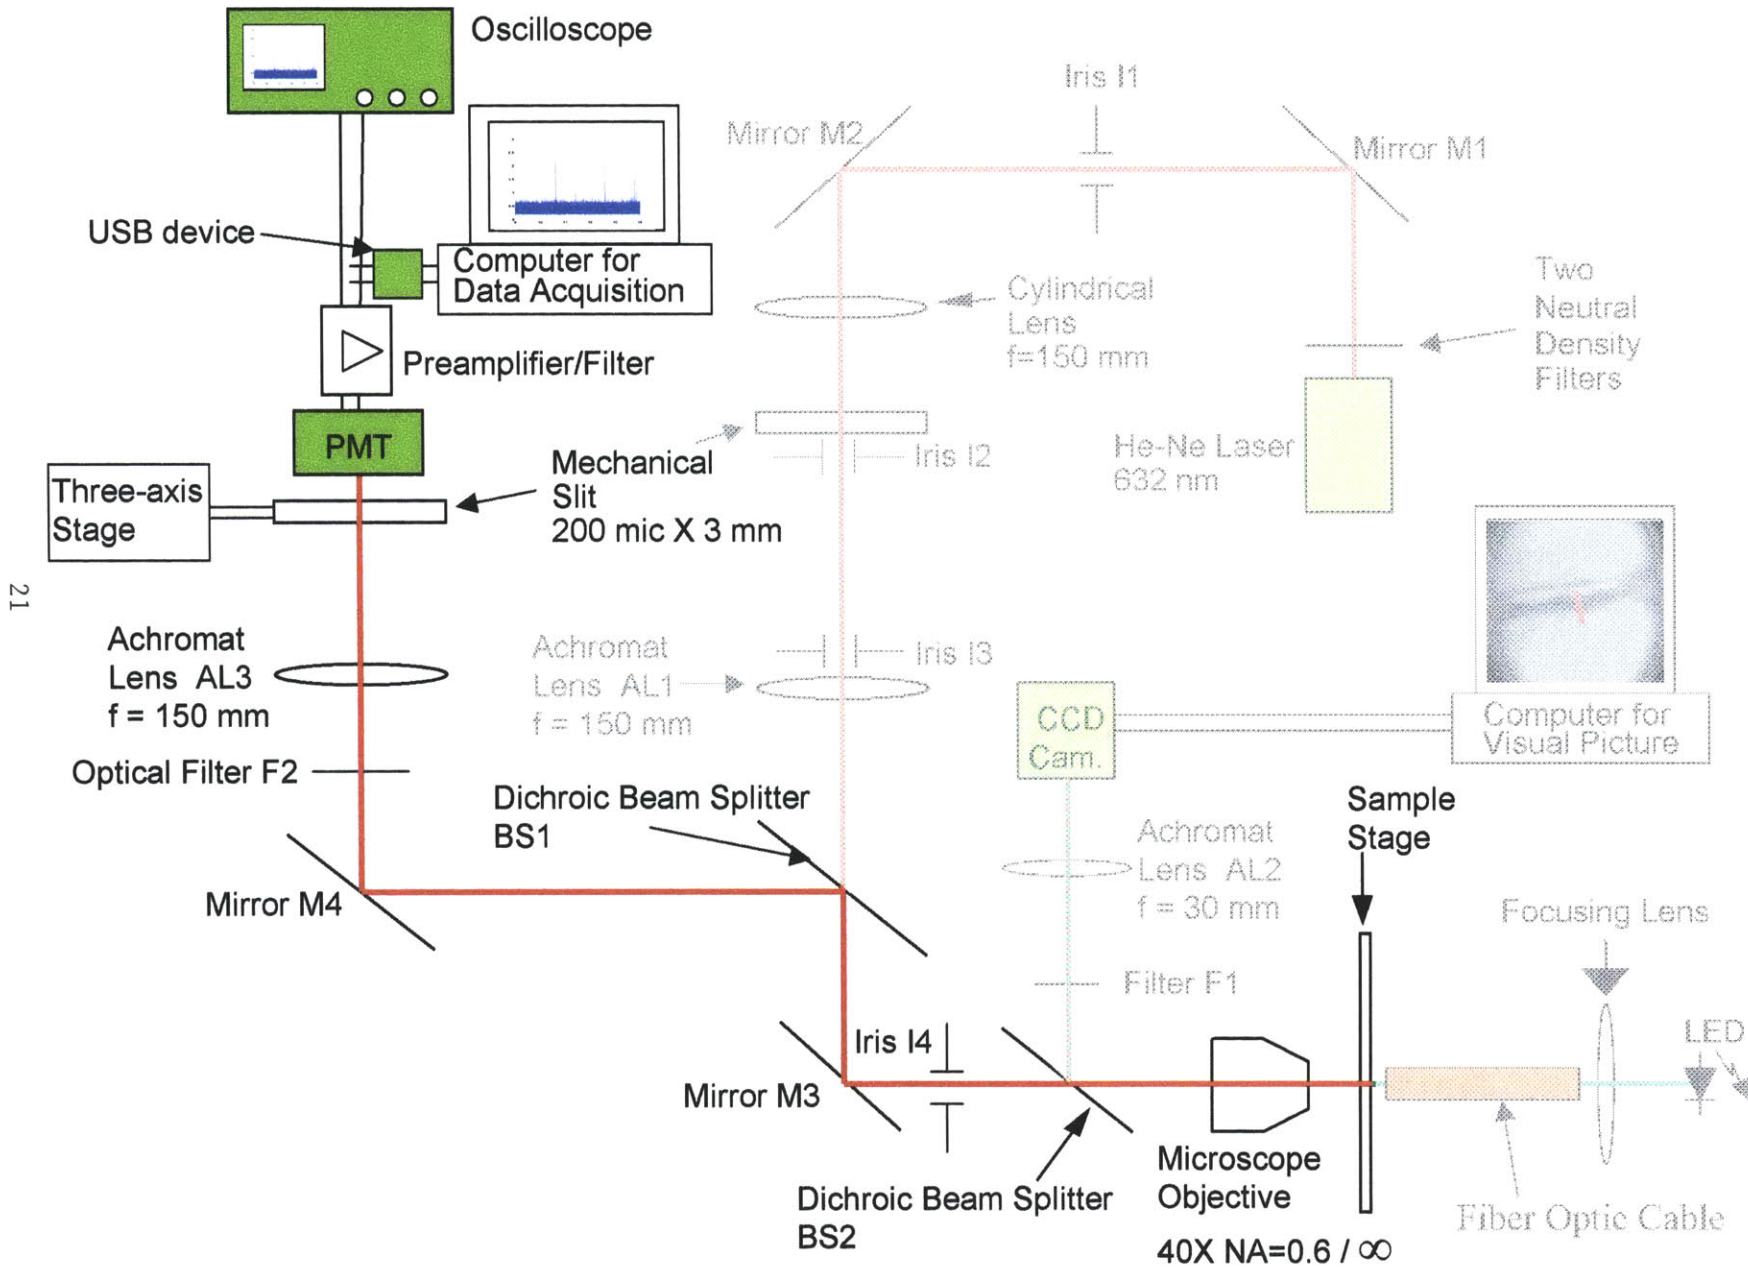 Oscilloscope
Iris I1
Mirror M2
Mirror M1
USB device
Computer for
Data Acquisition
Cylindrical
Lens
f=150 mm
Two
Neutral
Density
Filters
Preamplifier/Filter
PMT
Mechanical
Slit
200 mic X 3 mm
Iris I2
He-Ne Laser
632 nm
Three-axis
Stage
21
Achromat
Lens AL3
f = 150 mm
Achromat
Lens AL1
f = 150 mm
Iris I3
CCD
Cam.
Computer for
Visual Picture
Optical Filter F2
Dichroic Beam Splitter
BS1
Achromat
Lens AL2
f = 30 mm
Sample
Stage
Mirror M4
Focusing Lens
Filter F1
LED
Iris I4
Mirror M3
Microscope
Objective
40X NA=0.6 / ∞
Dichroic Beam Splitter
BS2
Fiber Optic Cable